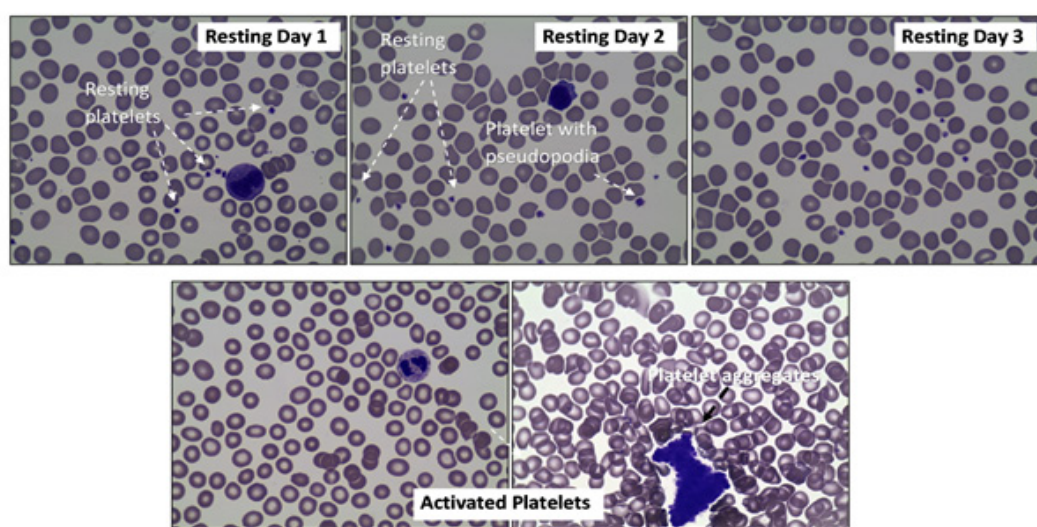 Resting Day 1
Resting
platelets
Resting Day 2
Resting
platelets
Platelet with
pseudopodia
Resting Day 3
Platelet aggregates
Activated Platelets